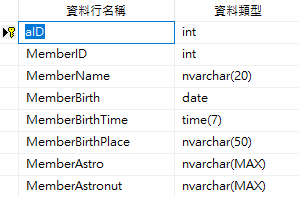 資料行名稱 資料類型
aID int
MemberID int
MemberName nvarchar(20)
MemberBirth date
MemberBirthTime time(7)
MemberBirthPlace nvarchar(50)
MemberAstro nvarchar(MAX)
MemberAstronut nvarchar(MAX)